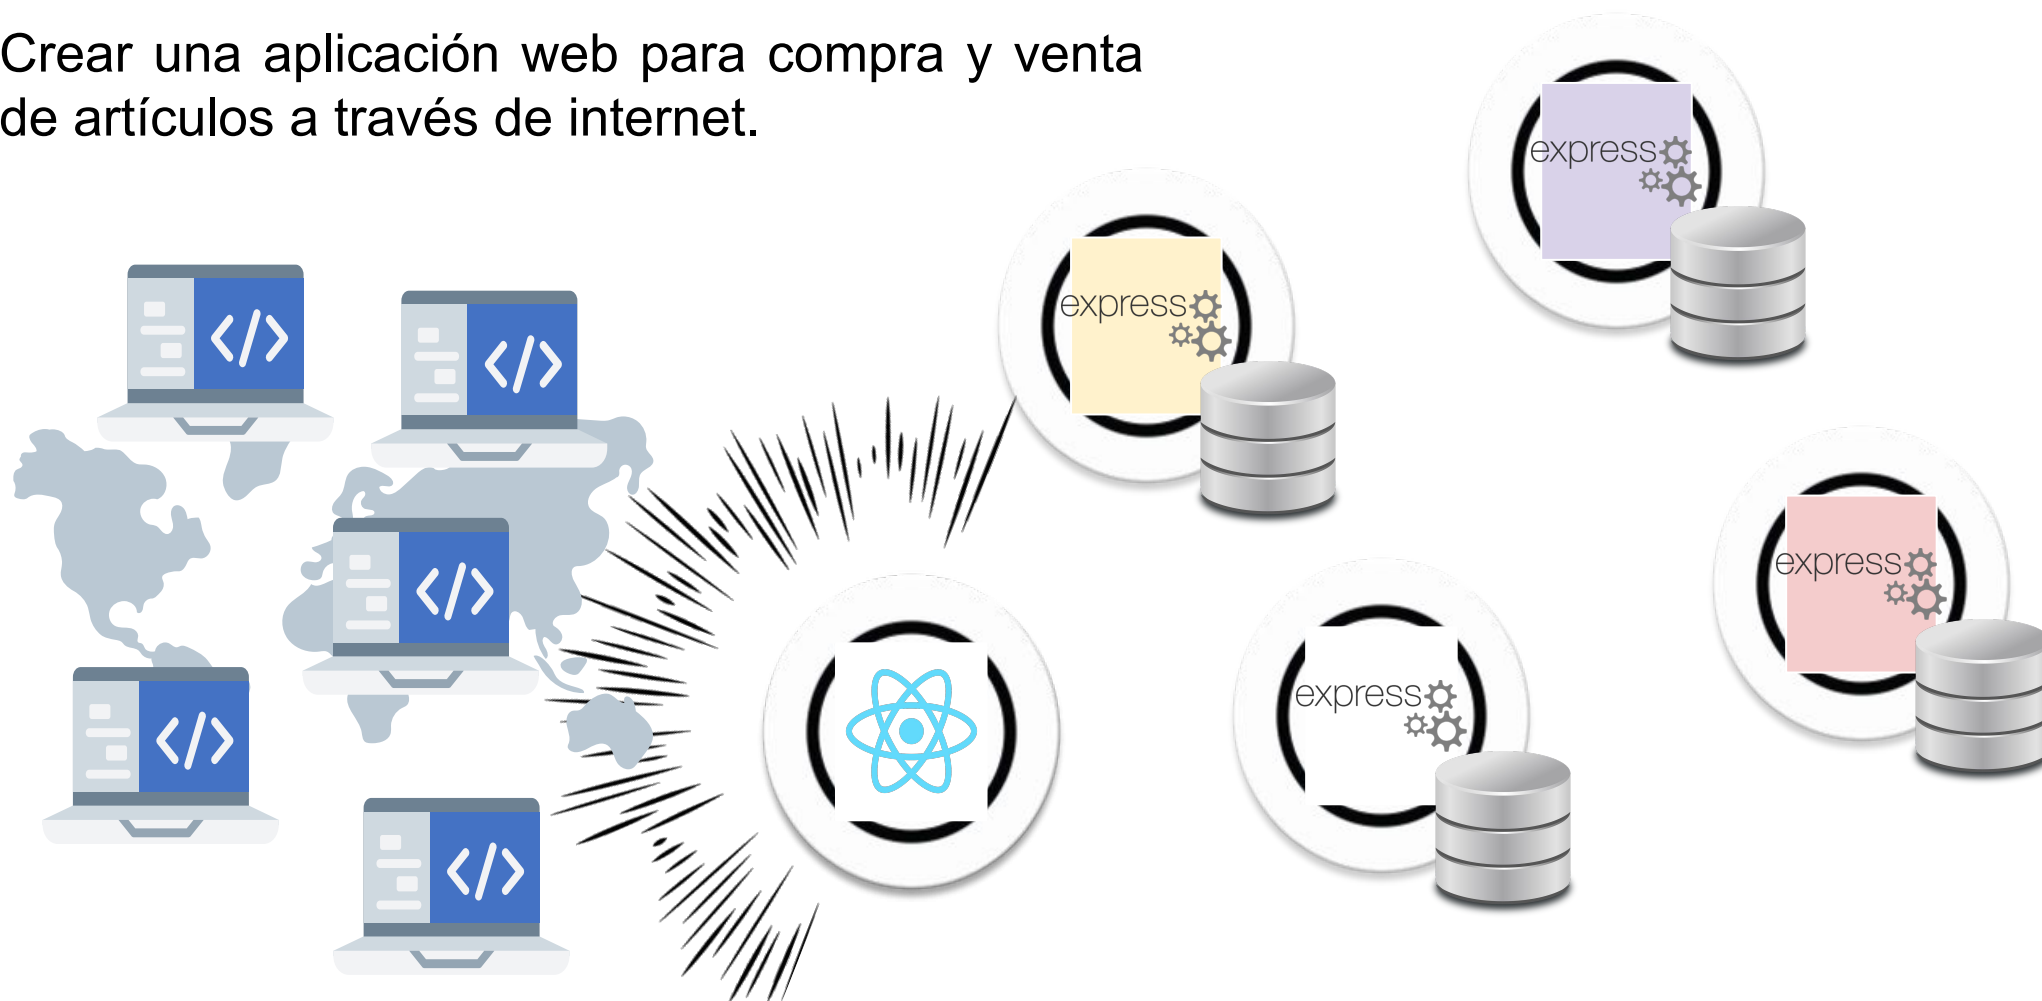 Crear una aplicación web para compra y venta
de artículos a través de internet.
express
express
express
express